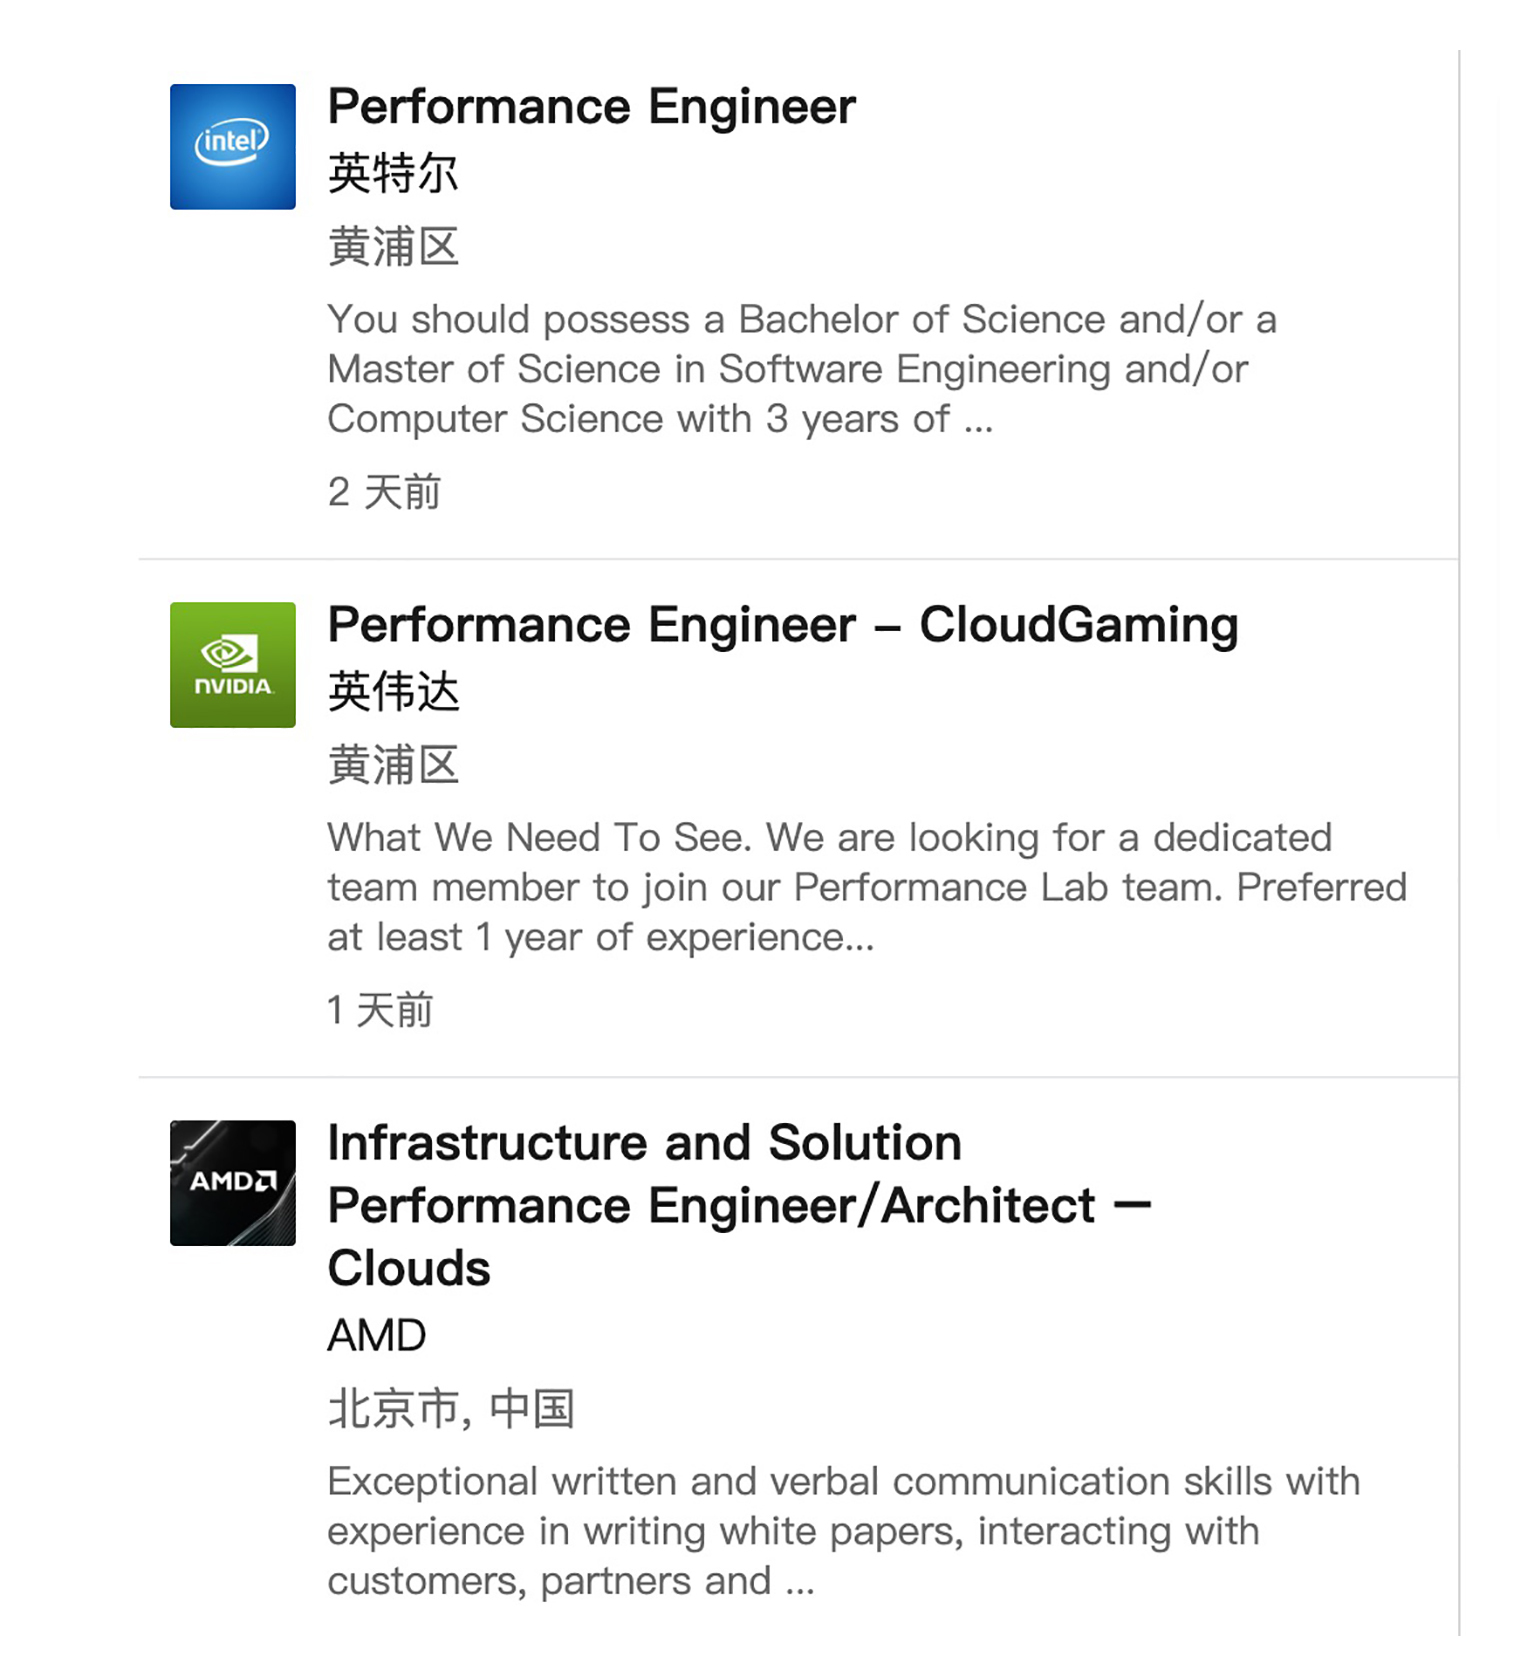 intel
Performance Engineer
英特尔
黄浦区
You should possess a Bachelor of Science and/or a
Master of Science in Software Engineering and/or
Computer Science with 3 years of ...
2 天前
NVIDIA
Performance Engineer – CloudGaming
英伟达
黄浦区
What We Need To See. We are looking for a dedicated
team member to join our Performance Lab team. Preferred
at least 1 year of experience...
1 天前
AMD
Infrastructure and Solution
Performance Engineer/Architect —
Clouds
AMD
北京市, 中国
Exceptional written and verbal communication skills with
experience in writing white papers, interacting with
customers, partners and ...